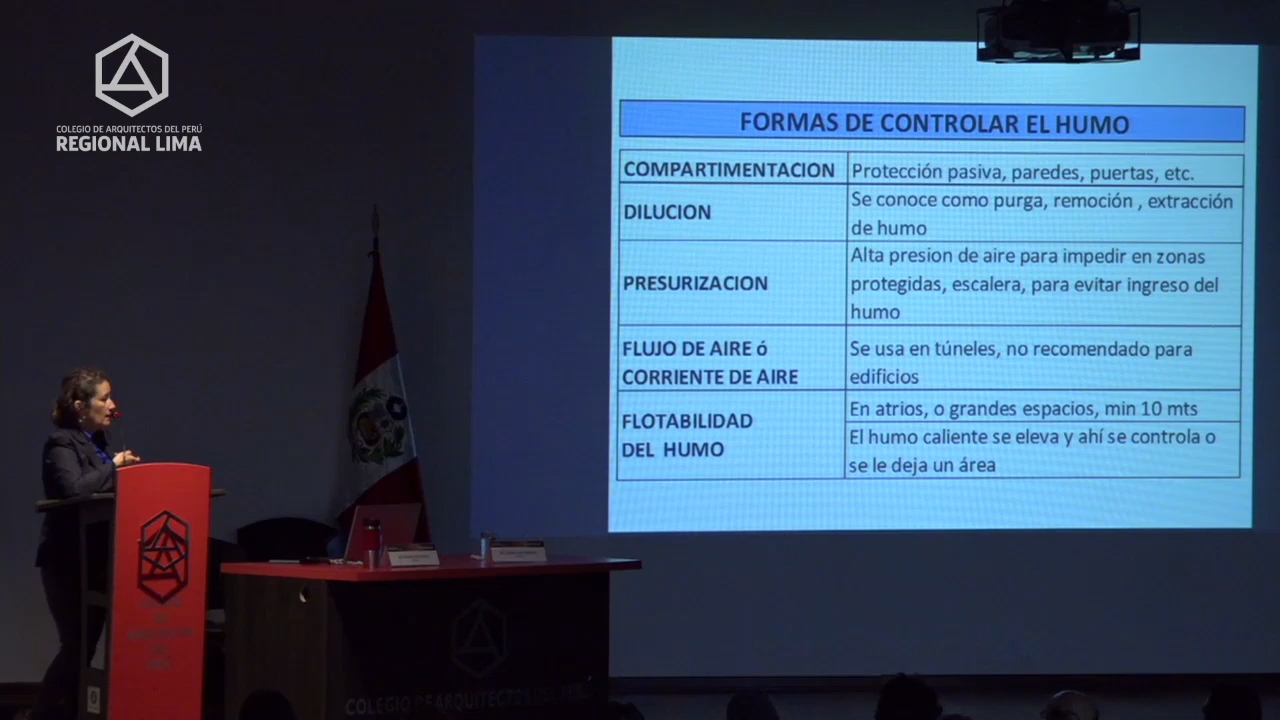 COLEGIO DE ARQUITECTOS DEL PERÚ
REGIONAL LIMA
FORMAS DE CONTROLAR EL HUMO
COMPARTIMENTACION
Protección pasiva, paredes, puertas, etc.
DILUCION
Se conoce como purga, remoción , extracción
de humo
PRESURIZACION
Alta presion de aire para impedir en zonas
protegidas, escalera, para evitar ingreso del
humo
FLUJO DE AIRE ó
CORRIENTE DE AIRE
Se usa en túneles, no recomendado para
edificios
FLOTABILIDAD
DEL HUMO
En atrios, o grandes espacios, min 10 mts
El humo caliente se eleva y ahí se controla o
se le deja un área
COLEGIO DE ARQUITECTOS DEL PERÚ